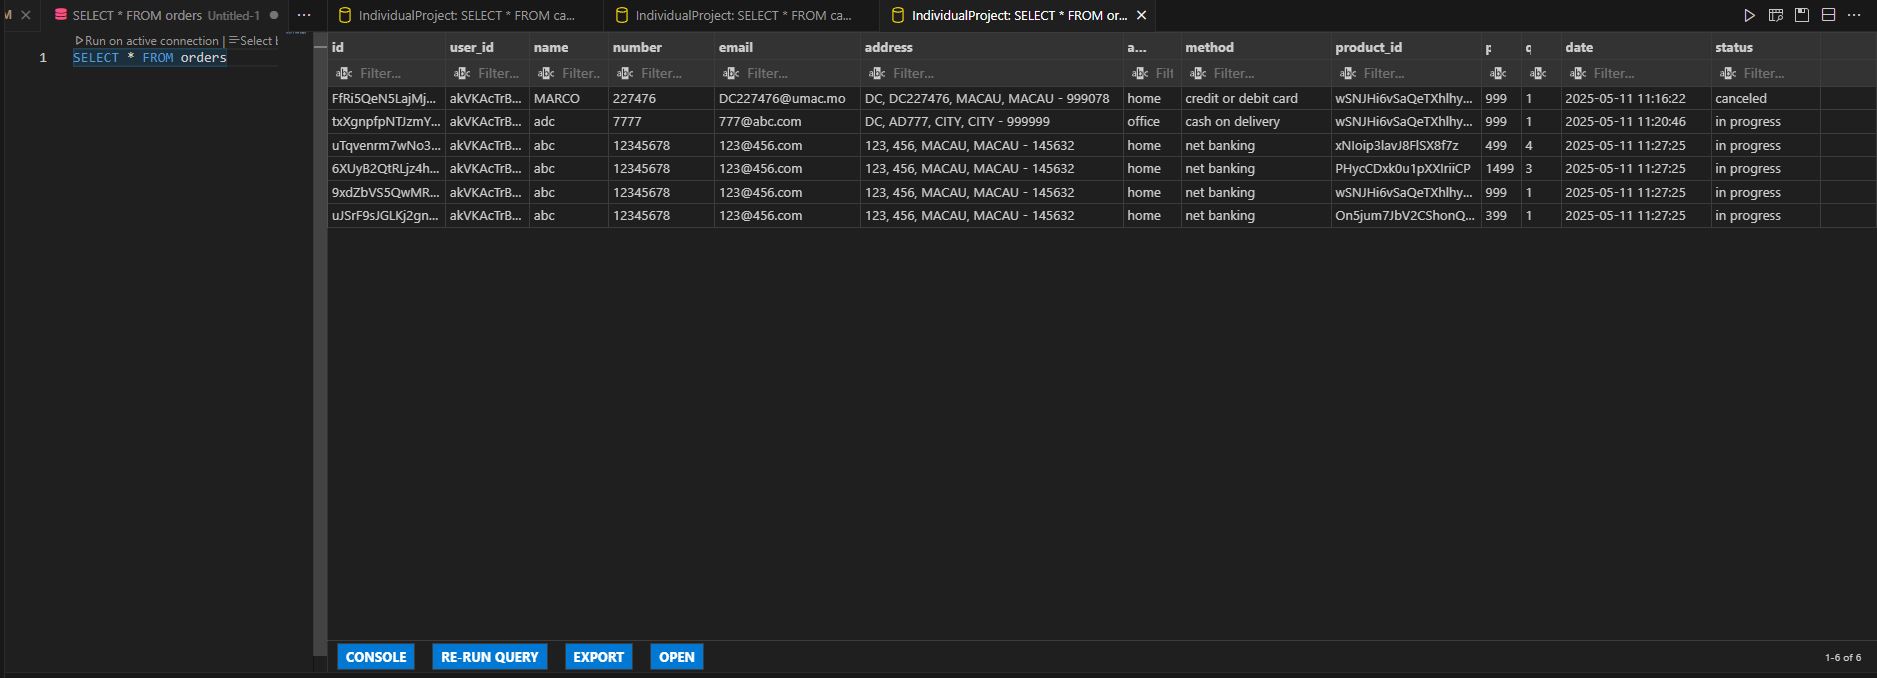 SELECT * FROM orders Untitled-1 ● ···
IndividualProject: SELECT * FROM ca...
IndividualProject: SELECT * FROM ca...
IndividualProject: SELECT * FROM or...
Run on active connection | Select
1 SELECT * FROM orders
id user_id name number email address a... method product_id p q date status
Filter... Filter... Filter.. Filter... Filter... Filter... Filt Filter... Filter... Filter... Filter...
FfRi5QeN5LajMj... akVKAcTrB... MARCO 227476 DC227476@umac.mo DC, DC227476, MACAU, MACAU - 999078 home credit or debit card wSNJHi6vSaQeTXhlhy... 999 1 2025-05-11 11:16:22 canceled
txXgnpfpNTJzmY... akVKAcTrB... adc 7777 777@abc.com DC, AD777, CITY, CITY - 999999 office cash on delivery wSNJHi6vSaQeTXhlhy... 999 1 2025-05-11 11:20:46 in progress
uTqvenrm7wNo3... akVKAcTrB... abc 12345678 123@456.com 123, 456, MACAU, MACAU - 145632 home net banking xNIoip3lavJ8FlSX8f7z 499 4 2025-05-11 11:27:25 in progress
6XUyB2QtRLjz4h... akVKAcTrB... abc 12345678 123@456.com 123, 456, MACAU, MACAU - 145632 home net banking PHycCDxk0u1pXXIriiCP 1499 3 2025-05-11 11:27:25 in progress
9xdZbVS5QwMR... akVKAcTrB... abc 12345678 123@456.com 123, 456, MACAU, MACAU - 145632 home net banking wSNJHi6vSaQeTXhlhy... 999 1 2025-05-11 11:27:25 in progress
uJSrF9sJGLKj2gn... akVKAcTrB... abc 12345678 123@456.com 123, 456, MACAU, MACAU - 145632 home net banking On5jum7JbV2CShonQ... 399 1 2025-05-11 11:27:25 in progress
CONSOLE RE-RUN QUERY EXPORT OPEN
1-6 of 6